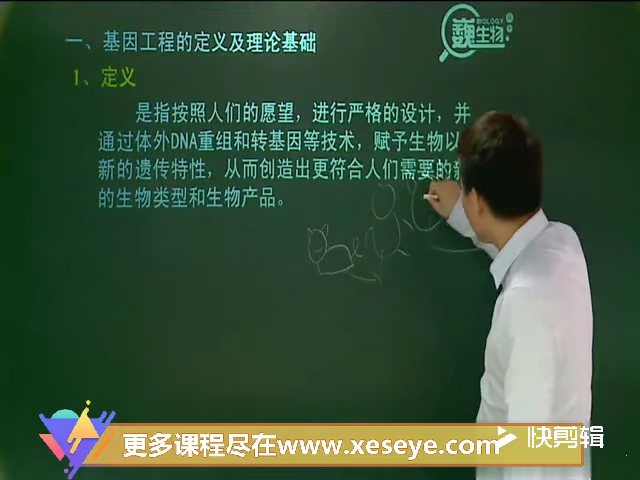 一、基因工程的定义及理论基础
BIOLOGY
巍生物
1、定义
是指按照人们的愿望，进行严格的设计，并
通过体外DNA重组和转基因等技术，赋予生物以
新的遗传特性，从而创造出更符合人们需要的新
的生物类型和生物产品。
更多课程尽在www.xeseye.com
快剪辑